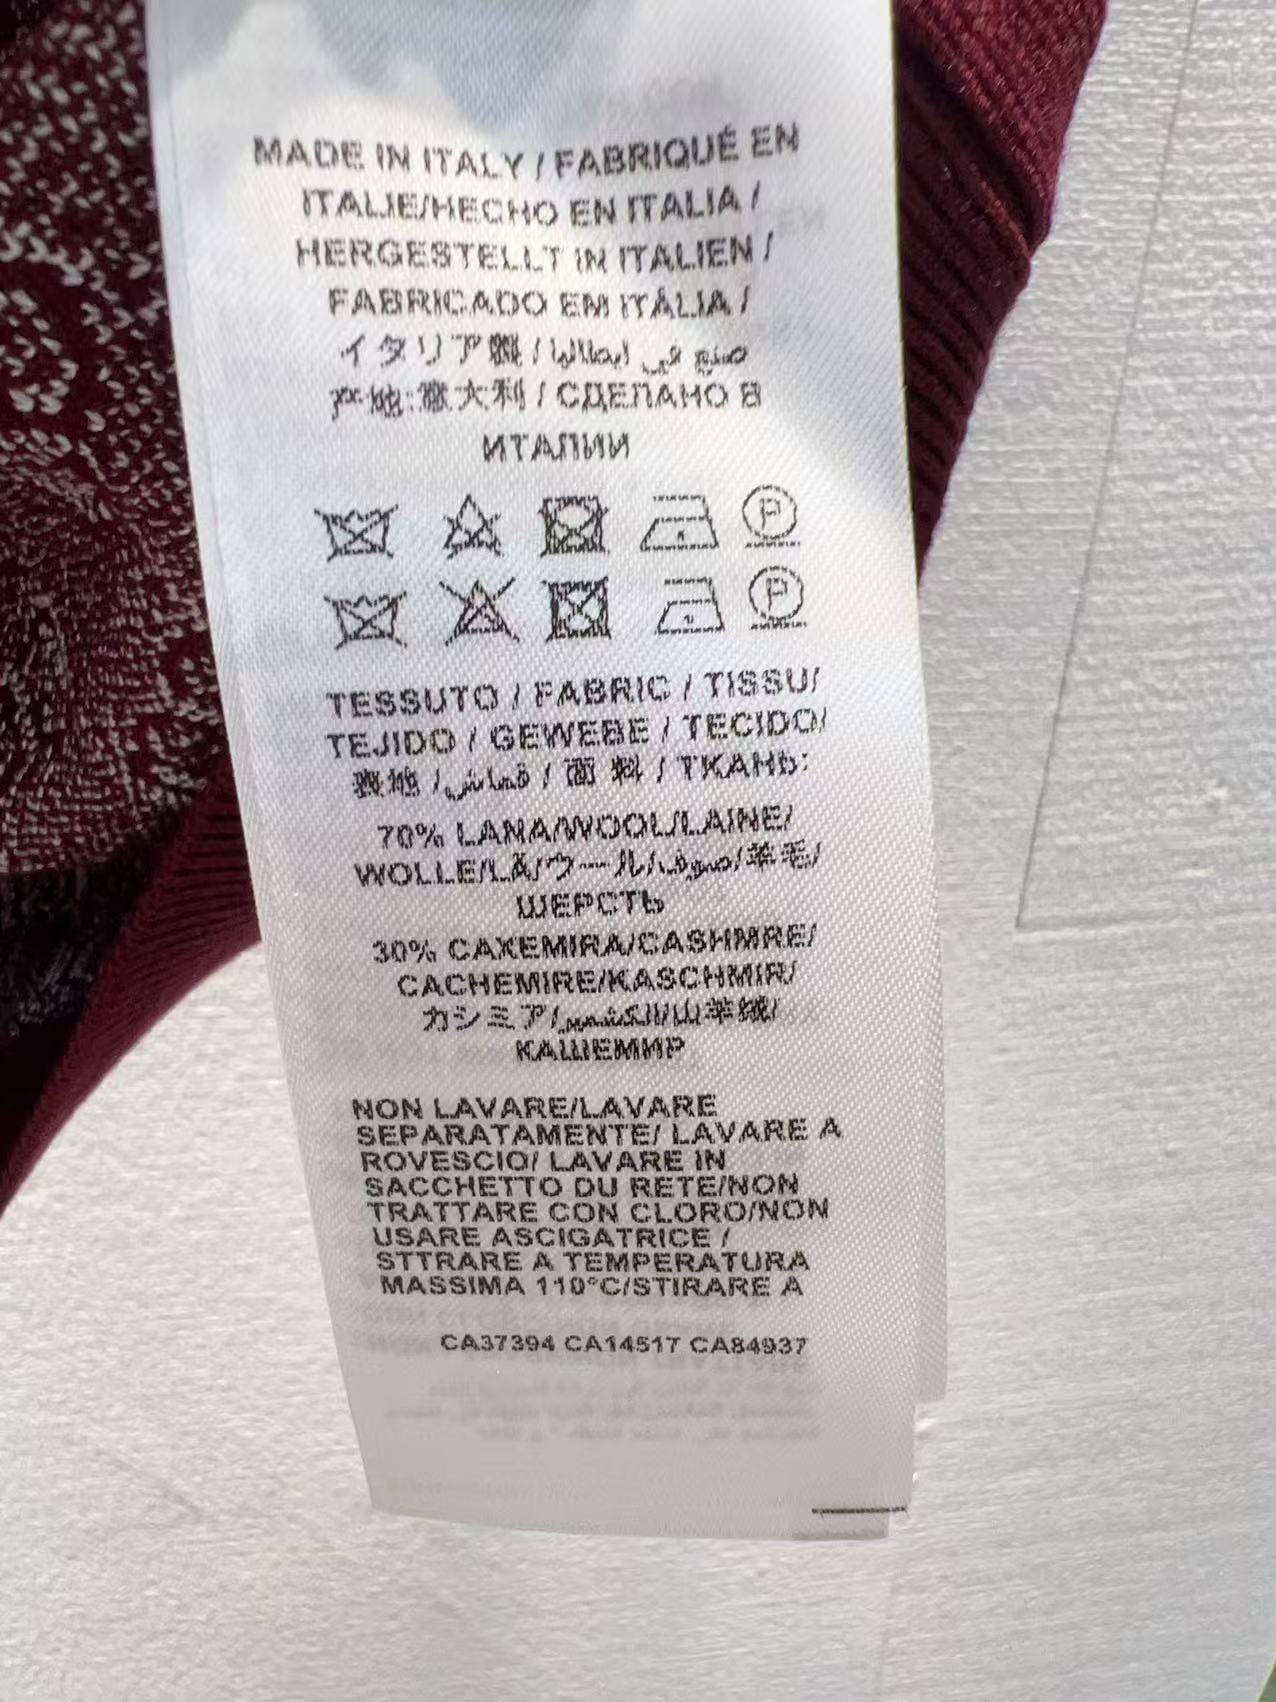 MADE IN ITALY / FABRIQUÉ EN
ITALIE/HECHO EN ITALIA /
HERGESTELLT IN ITALIEN /
FABRICADO EM ITÁLIA /
イタリア製 / صنع في إيطاليا
产地:意大利 / СДЕЛАНО В
ИТАЛИИ
P
P
TESSUTO / FABRIC / TISSU/
TEJIDO / GEWEBE / TECIDO/
表地 / قماش / 面 料 / ТКАНЬ:
70% LANA/WOOL/LAINE/
WOLLE/LÃ/ウール/صوف/羊毛/
ШЕРСТЬ
30% CAXEMIRA/CASHMRE/
CACHEMIRE/KASCHMIR/
カシミア/الكشمير/山羊绒/
КАШЕМИР
NON LAVARE/LAVARE
SEPARATAMENTE/ LAVARE A
ROVESCIO/ LAVARE IN
SACCHETTO DU RETE/NON
TRATTARE CON CLORO/NON
USARE ASCIGATRICE /
STTRARE A TEMPERATURA
MASSIMA 110°C/STIRARE A
CA37394 CA14517 CA84937